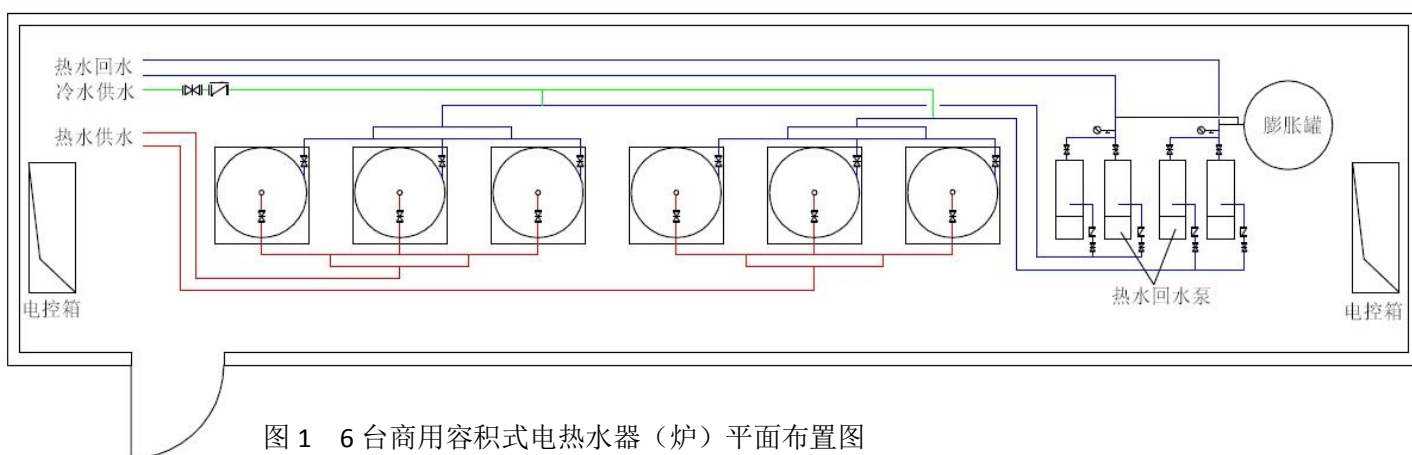 热水回水
冷水供水
热水供水
膨胀罐
电控箱
热水回水泵
电控箱
图 1 6 台商用容积式电热水器（炉）平面布置图